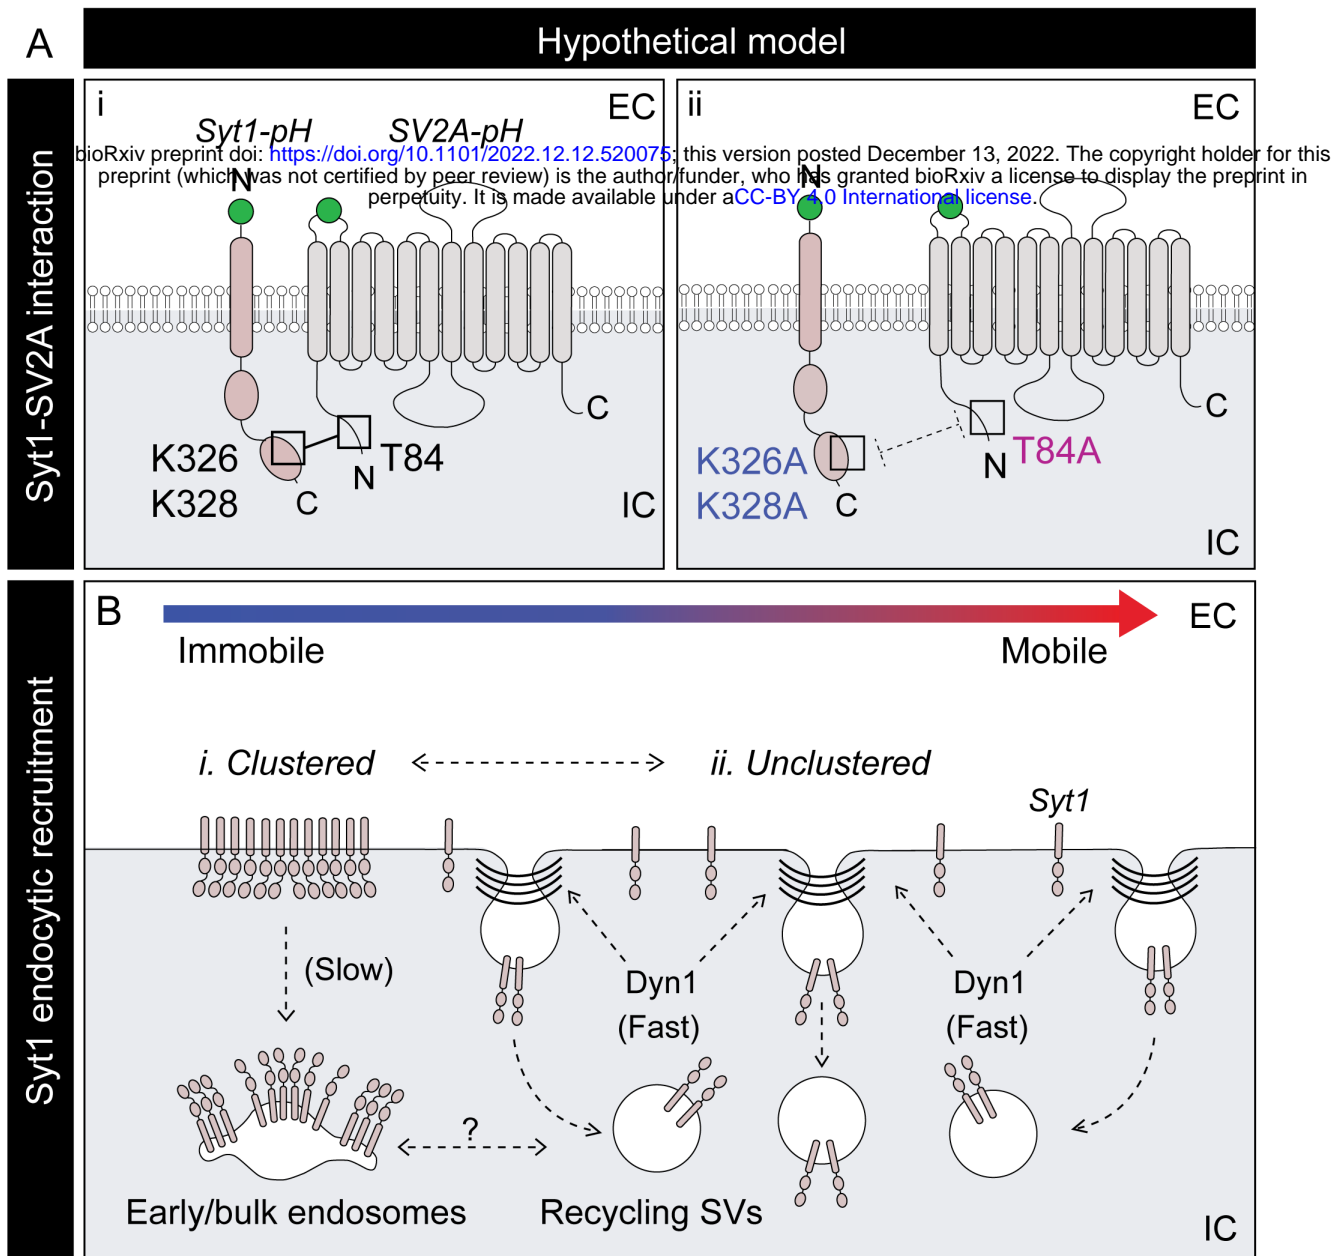 A
Hypothetical model
Syt1-SV2A interaction
i
EC
Syt1-pH
SV2A-pH
ii
EC
bioRxiv preprint doi: https://doi.org/10.1101/2022.12.12.520075; this version posted December 13, 2022. The copyright holder for this
preprint (which was not certified by peer review) is the author/funder, who has granted bioRxiv a license to display the preprint in
perpetuity. It is made available under aCC-BY 4.0 International license.
N
N
C
K326
K328
T84
N
C
IC
C
K326A
K328A
T84A
N
C
IC
Syt1 endocytic recruitment
B
EC
Immobile
Mobile
i. Clustered
ii. Unclustered
Syt1
(Slow)
Dyn1
(Fast)
Dyn1
(Fast)
?
Early/bulk endosomes
Recycling SVs
IC